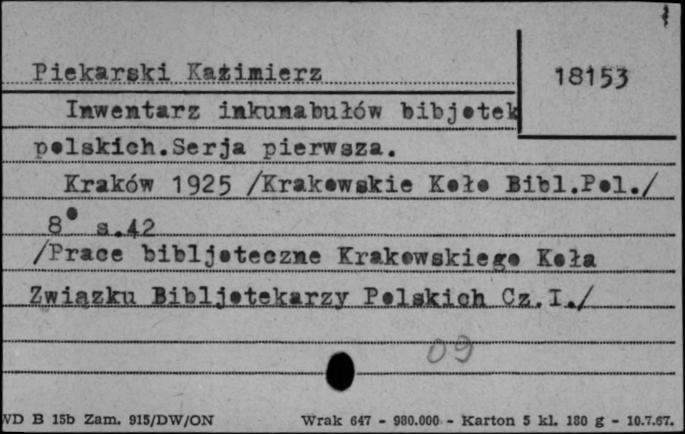 Piekarski Kazimierz
18153
Inwentarz inkunabułów bibjotek
polskich.Serja pierwsza.
Kraków 1925 /Krakowskie Koło Bibl.Pol./
8° s.42
/Prace bibljoteczne Krakowskiego Koła
Związku Bibljotekarzy Polskich Cz.I./
09
WD B 15b Zam. 915/DW/ON
Wrak 647 - 980.000 - Karton 5 kl. 180 g - 10.7.67.